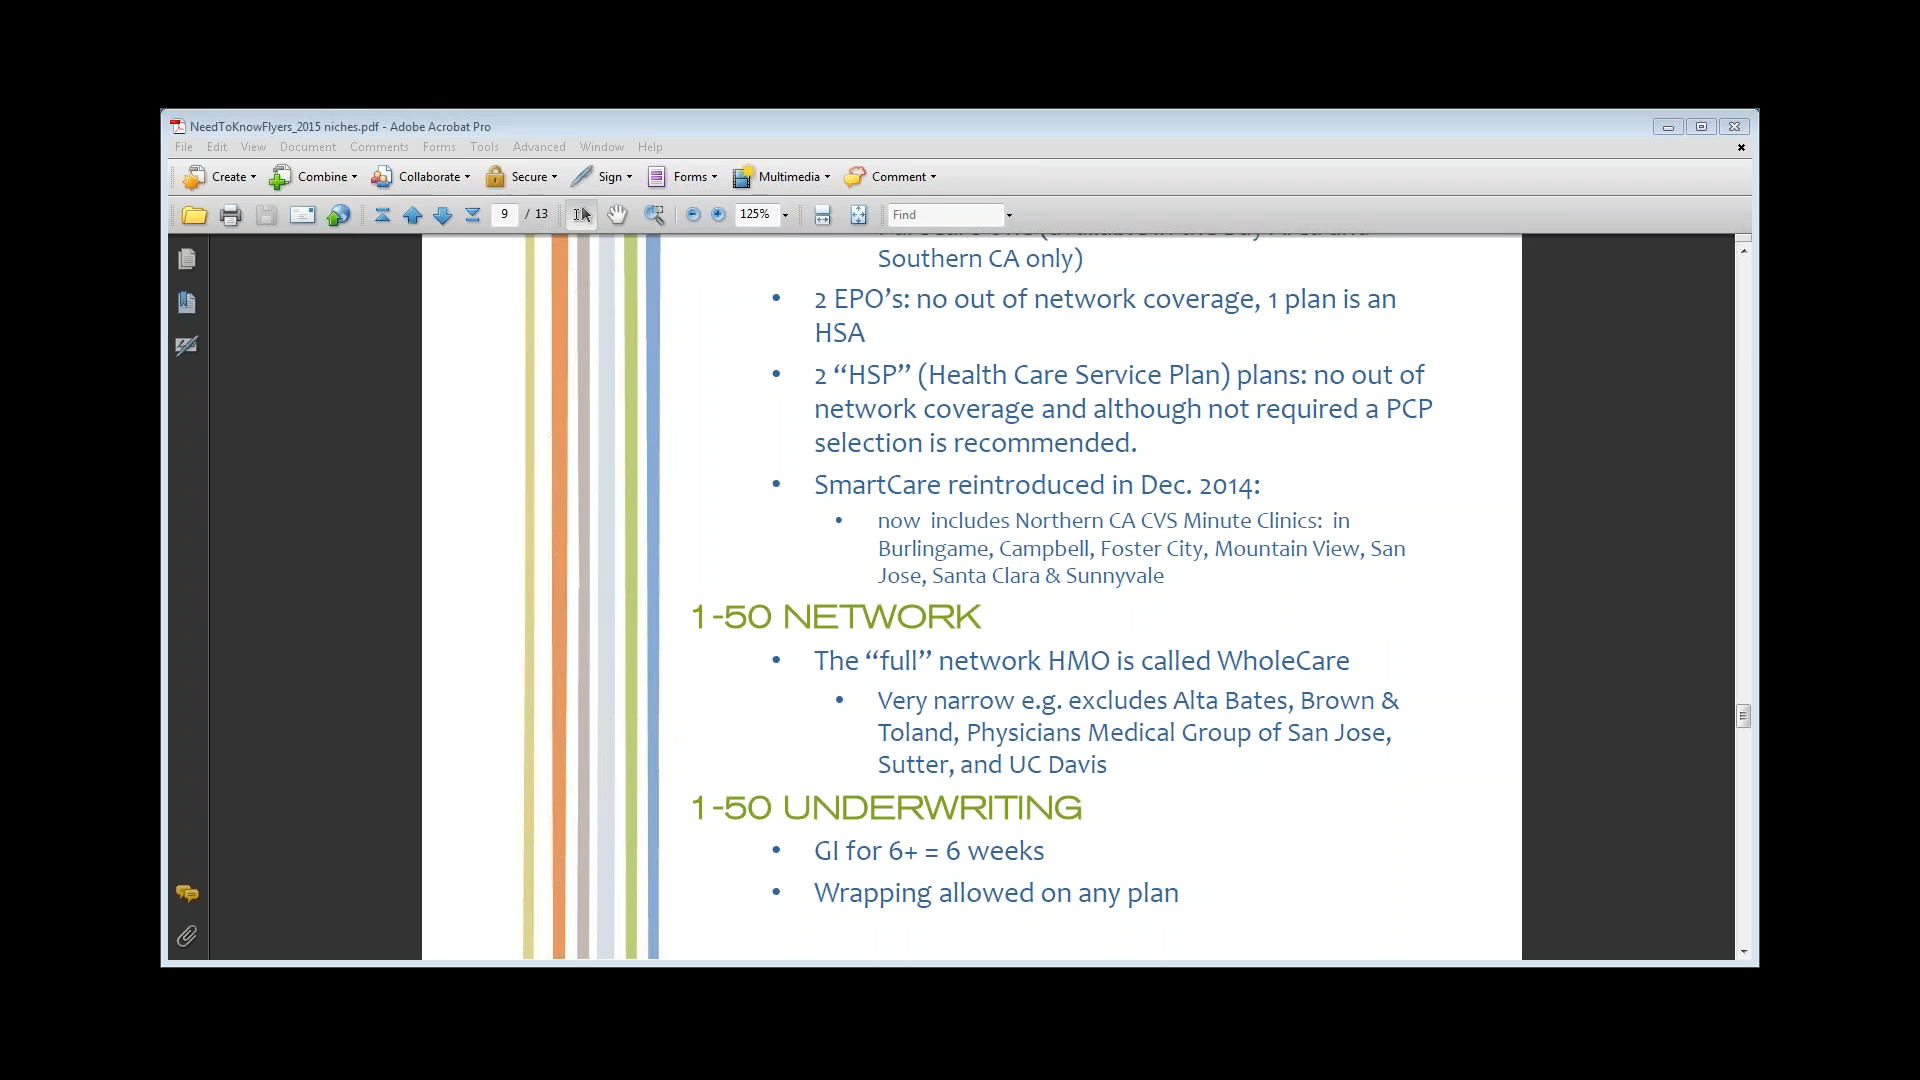 NeedToKnowFlyers_2015 niches.pdf - Adobe Acrobat Pro
File Edit View Document Comments Forms Tools Advanced Window Help
Create Combine Collaborate Secure Sign Forms Multimedia Comment
9 / 13 125% Find
Southern CA only)
• 2 EPO’s: no out of network coverage, 1 plan is an
HSA
• 2 “HSP” (Health Care Service Plan) plans: no out of
network coverage and although not required a PCP
selection is recommended.
• SmartCare reintroduced in Dec. 2014:
• now includes Northern CA CVS Minute Clinics: in
Burlingame, Campbell, Foster City, Mountain View, San
Jose, Santa Clara & Sunnyvale
1-50 NETWORK
• The “full” network HMO is called WholeCare
• Very narrow e.g. excludes Alta Bates, Brown &
Toland, Physicians Medical Group of San Jose,
Sutter, and UC Davis
1-50 UNDERWRITING
• GI for 6+ = 6 weeks
• Wrapping allowed on any plan